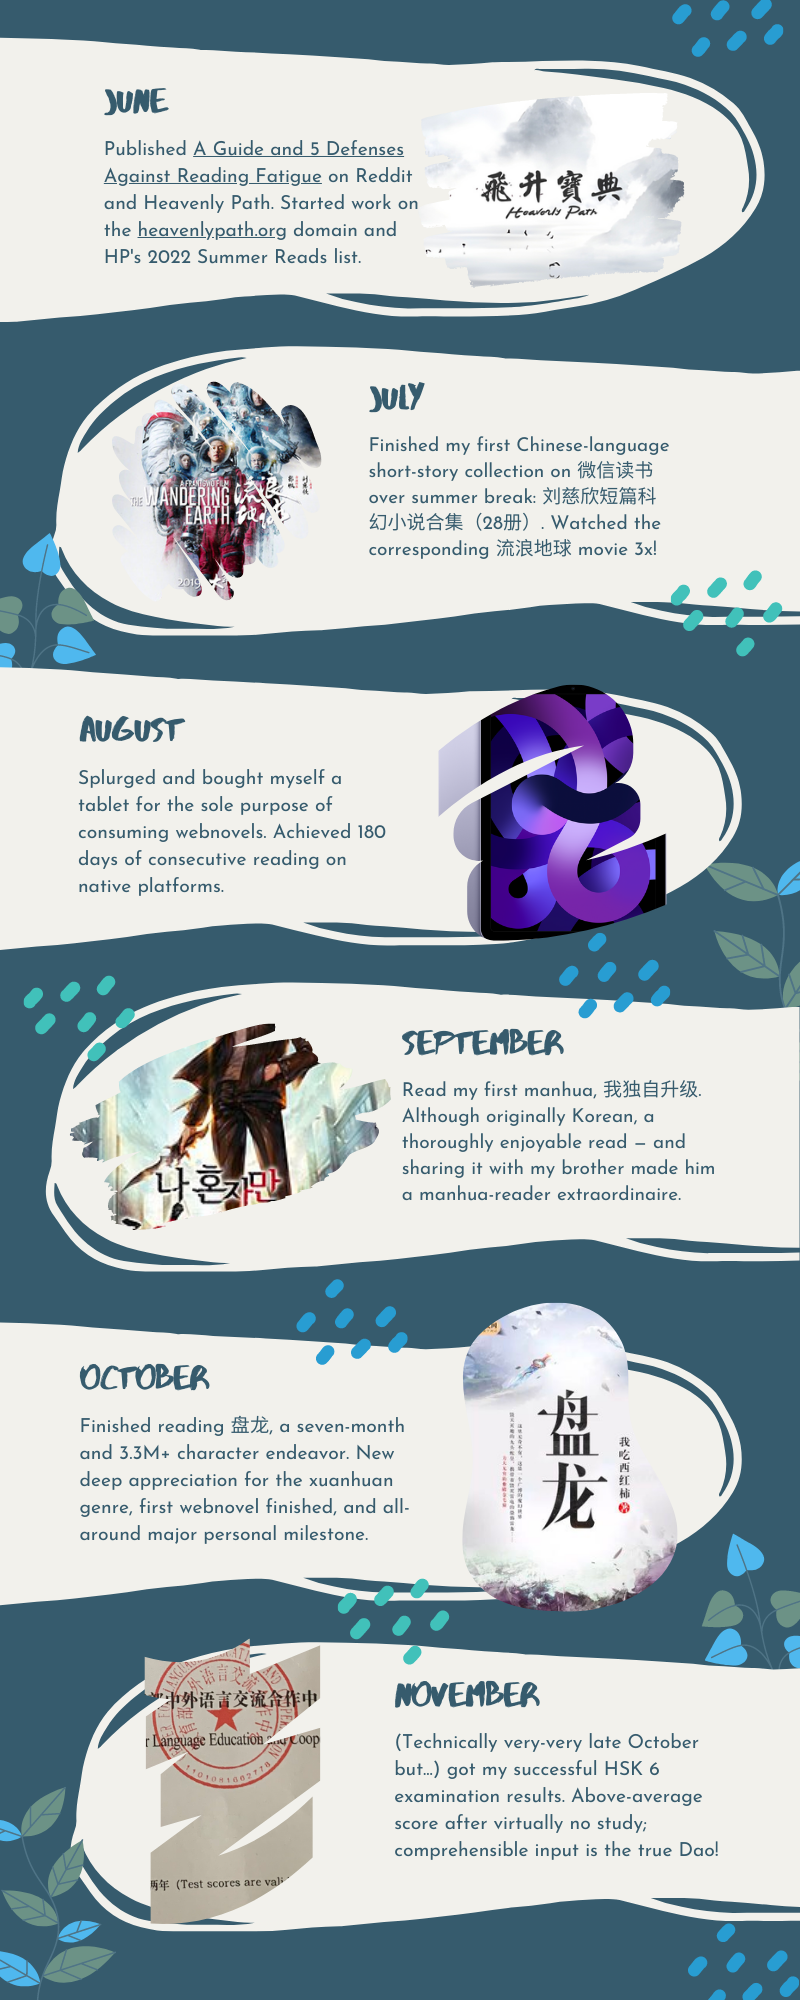 JUNE
Published A Guide and 5 Defenses
Against Reading Fatigue on Reddit
and Heavenly Path. Started work on
the heavenlypath.org domain and
HP's 2022 Summer Reads list.
飛升寶典
Heavenly Path
JULY
Finished my first Chinese-language
short-story collection on 微信读书
over summer break: 刘慈欣短篇科
幻小说合集（28册）. Watched the
corresponding 流浪地球 movie 3x!
A FRANT GWO FILM
THE WANDERING
EARTH
流浪
2019
AUGUST
Splurged and bought myself a
tablet for the sole purpose of
consuming webnovels. Achieved 180
days of consecutive reading on
native platforms.
SEPTEMBER
Read my first manhua, 我独自升级.
Although originally Korean, a
thoroughly enjoyable read – and
sharing it with my brother made him
a manhua-reader extraordinaire.
나 혼자만
OCTOBER
Finished reading 盘龙, a seven-month
and 3.3M+ character endeavor. New
deep appreciation for the xuanhuan
genre, first webnovel finished, and all-
around major personal milestone.
盘龙
我吃西红柿 著
NOVEMBER
(Technically very-very late October
but...) got my successful HSK 6
examination results. Above-average
score after virtually no study;
comprehensible input is the true Dao!
中外语言交流合作中
r Language Education and Coop
两年（Test scores are vali